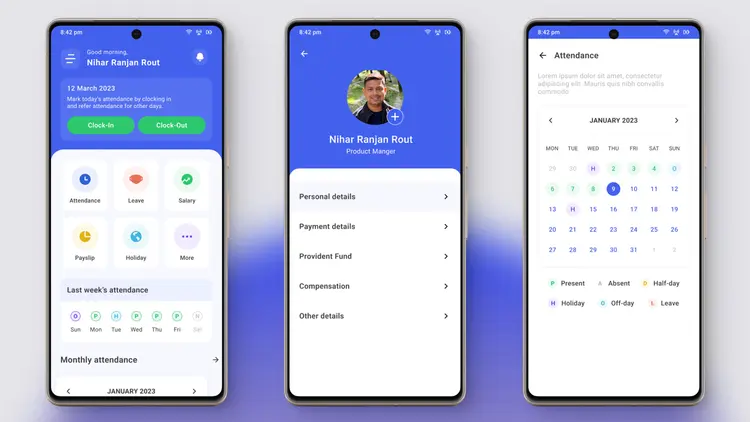 8:42 pm
Good morning,
Nihar Ranjan Rout
12 March 2023
Mark today's attendance by clocking in
and refer attendance for other days.
Clock-In Clock-Out
Attendance Leave Salary
Payslip Holiday More
Last week's attendance
O P H P P P
Sun Mon Tue Wed Thu Fri Sat
Monthly attendance
JANUARY 2023
8:42 pm
Nihar Ranjan Rout
Product Manger
Personal details
Payment details
Provident Fund
Compensation
Other details
8:42 pm
Attendance
Lorem ipsum dolor sit amet, consectetur
adipiscing elit. Mauris quis nibh convallis
commodo
JANUARY 2023
MON TUE WED THU FRI SAT SUN
29 30 H 2 3 4 O
6 7 8 9 10 11 12
13 H 15 16 17 18 19
20 21 22 23 24 25 26
27 28 29 30 31 1 2
P Present A Absent D Half-day
H Holiday O Off-day L Leave